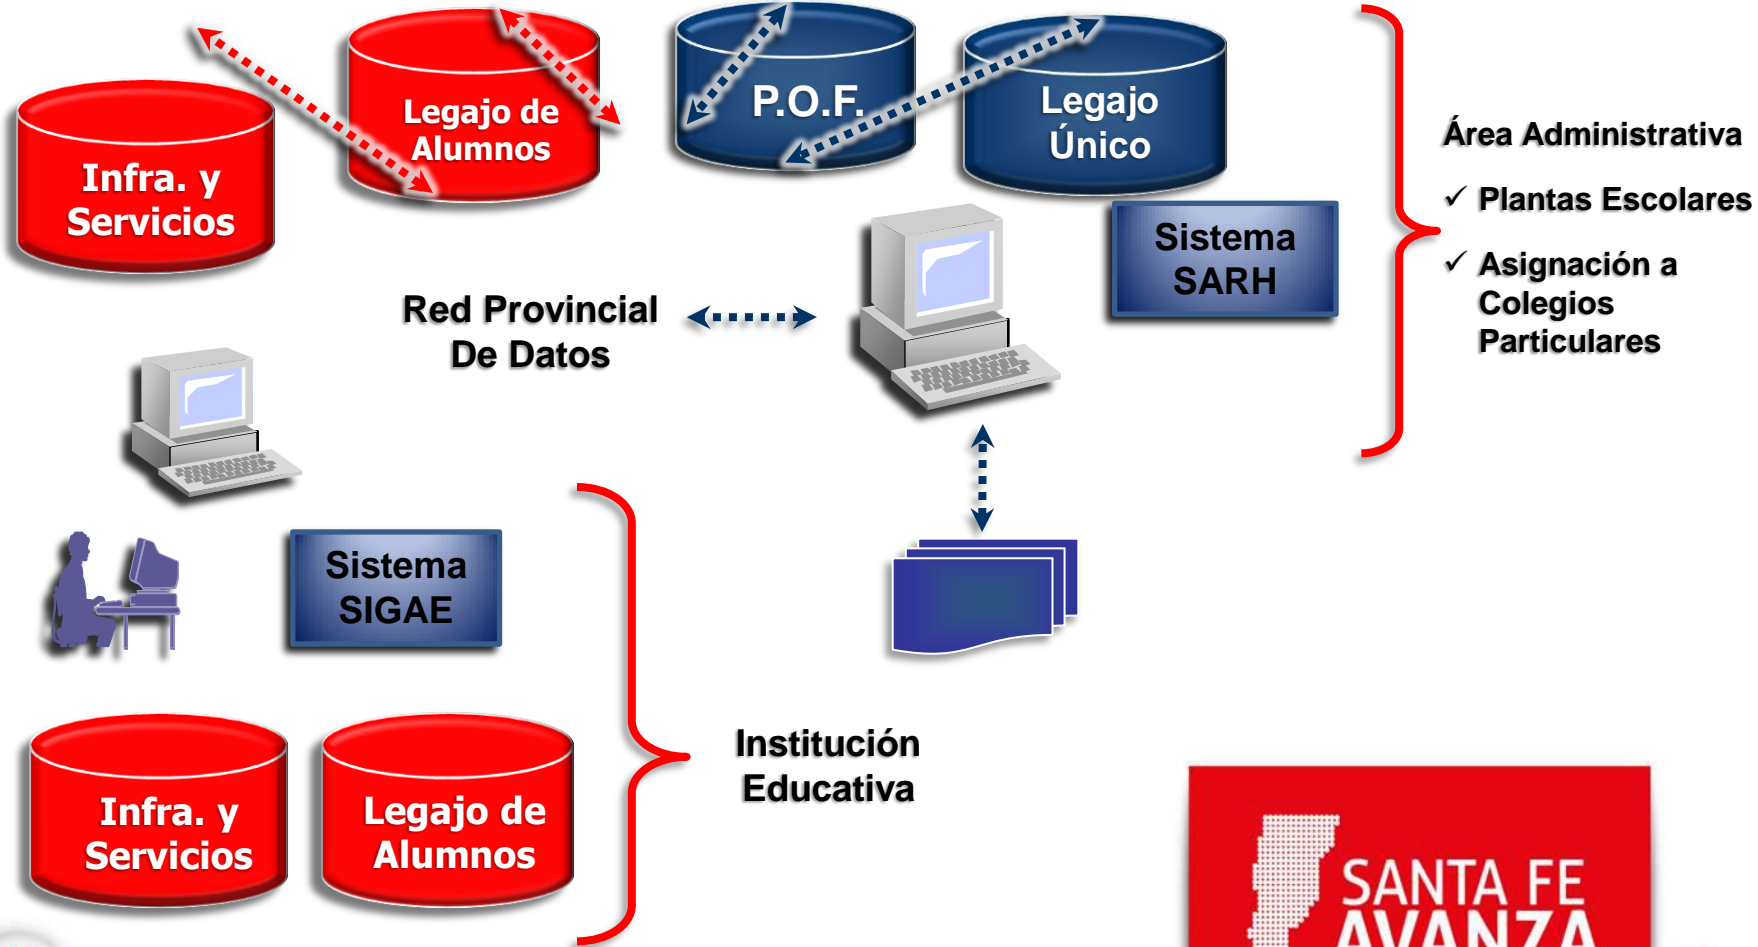 Infra. y
Servicios
Legajo de
Alumnos
P.O.F.
Legajo
Único
Sistema
SARH
Área Administrativa
✓ Plantas Escolares
✓ Asignación a
Colegios
Particulares
Red Provincial
De Datos
Sistema
SIGAE
Infra. y
Servicios
Legajo de
Alumnos
Institución
Educativa
SANTA FE
AVANZA